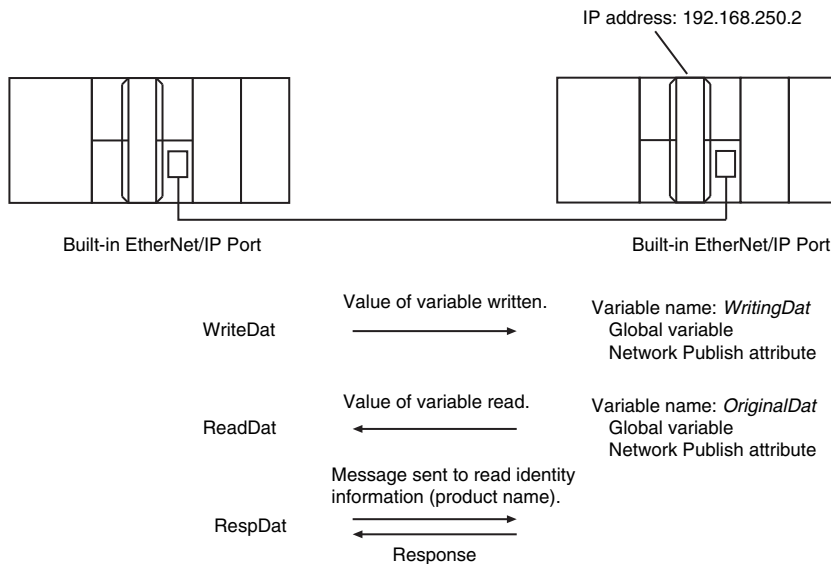 IP address: 192.168.250.2
Built-in EtherNet/IP Port
Built-in EtherNet/IP Port
Value of variable written.
WriteDat
Variable name: WritingDat
Global variable
Network Publish attribute
Value of variable read.
ReadDat
Variable name: OriginalDat
Global variable
Network Publish attribute
Message sent to read identity
information (product name).
RespDat
Response